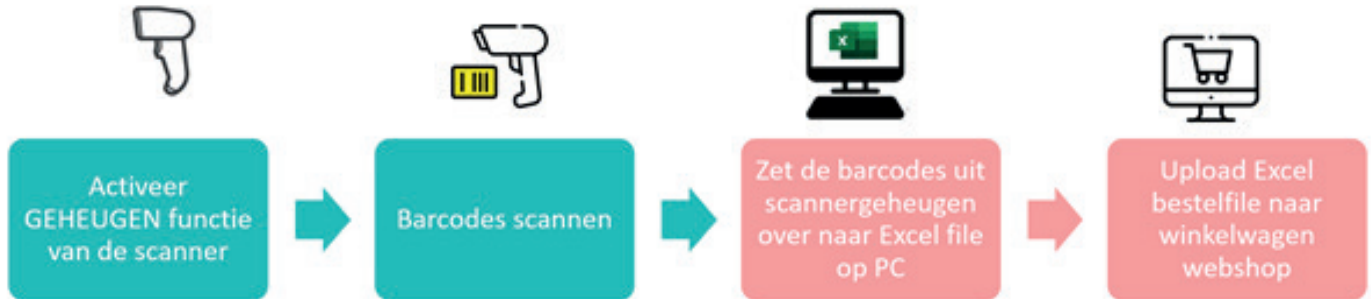 Activeer
GEHEUGEN functie
van de scanner
Barcodes scannen
Zet de barcodes uit
scannergeheugen
over naar Excel file
op PC
Upload Excel
bestelfile naar
winkelwagen
webshop